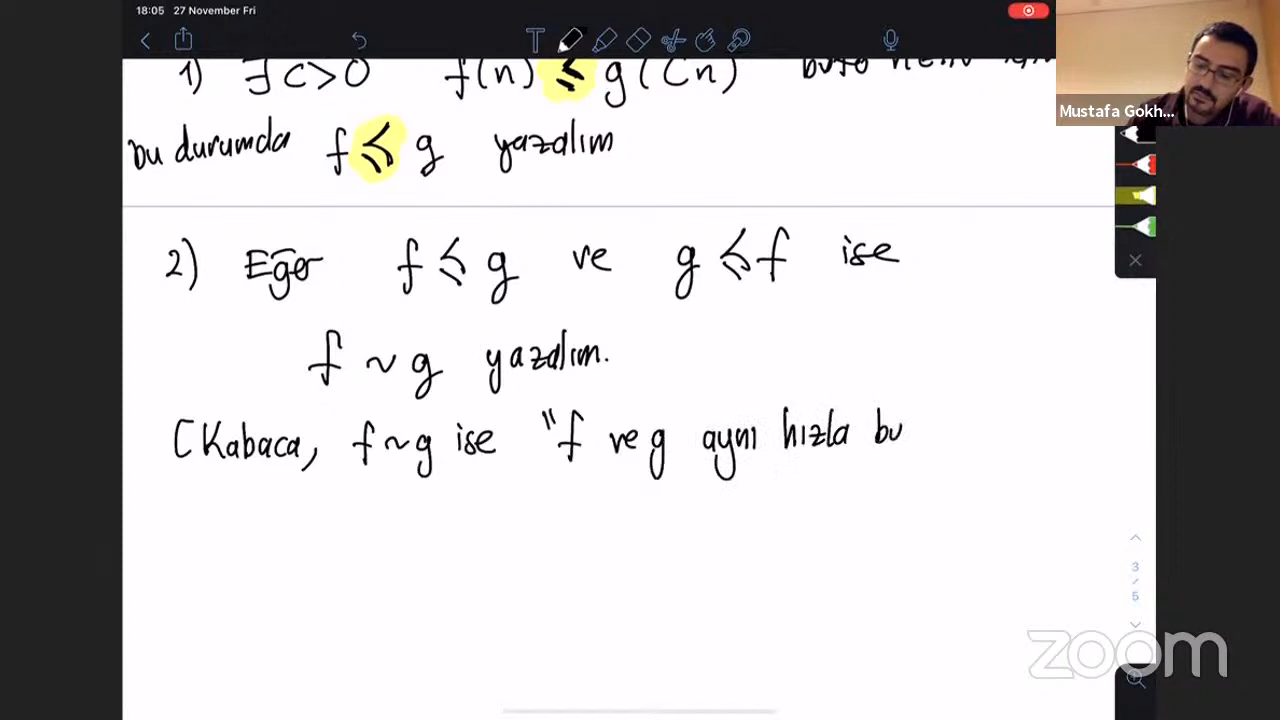 18:05 27 November Fri
1) ∃ c>0 f(n) ≼ g(Cn)
bu durumda f ≼ g yazalım
2) Eğer f ≼ g ve g ≼ f ise
f ~ g yazalım.
[Kabaca, f~g ise "f ve g aynı hızla bu
Mustafa Gokh...
3
/
5
zoom